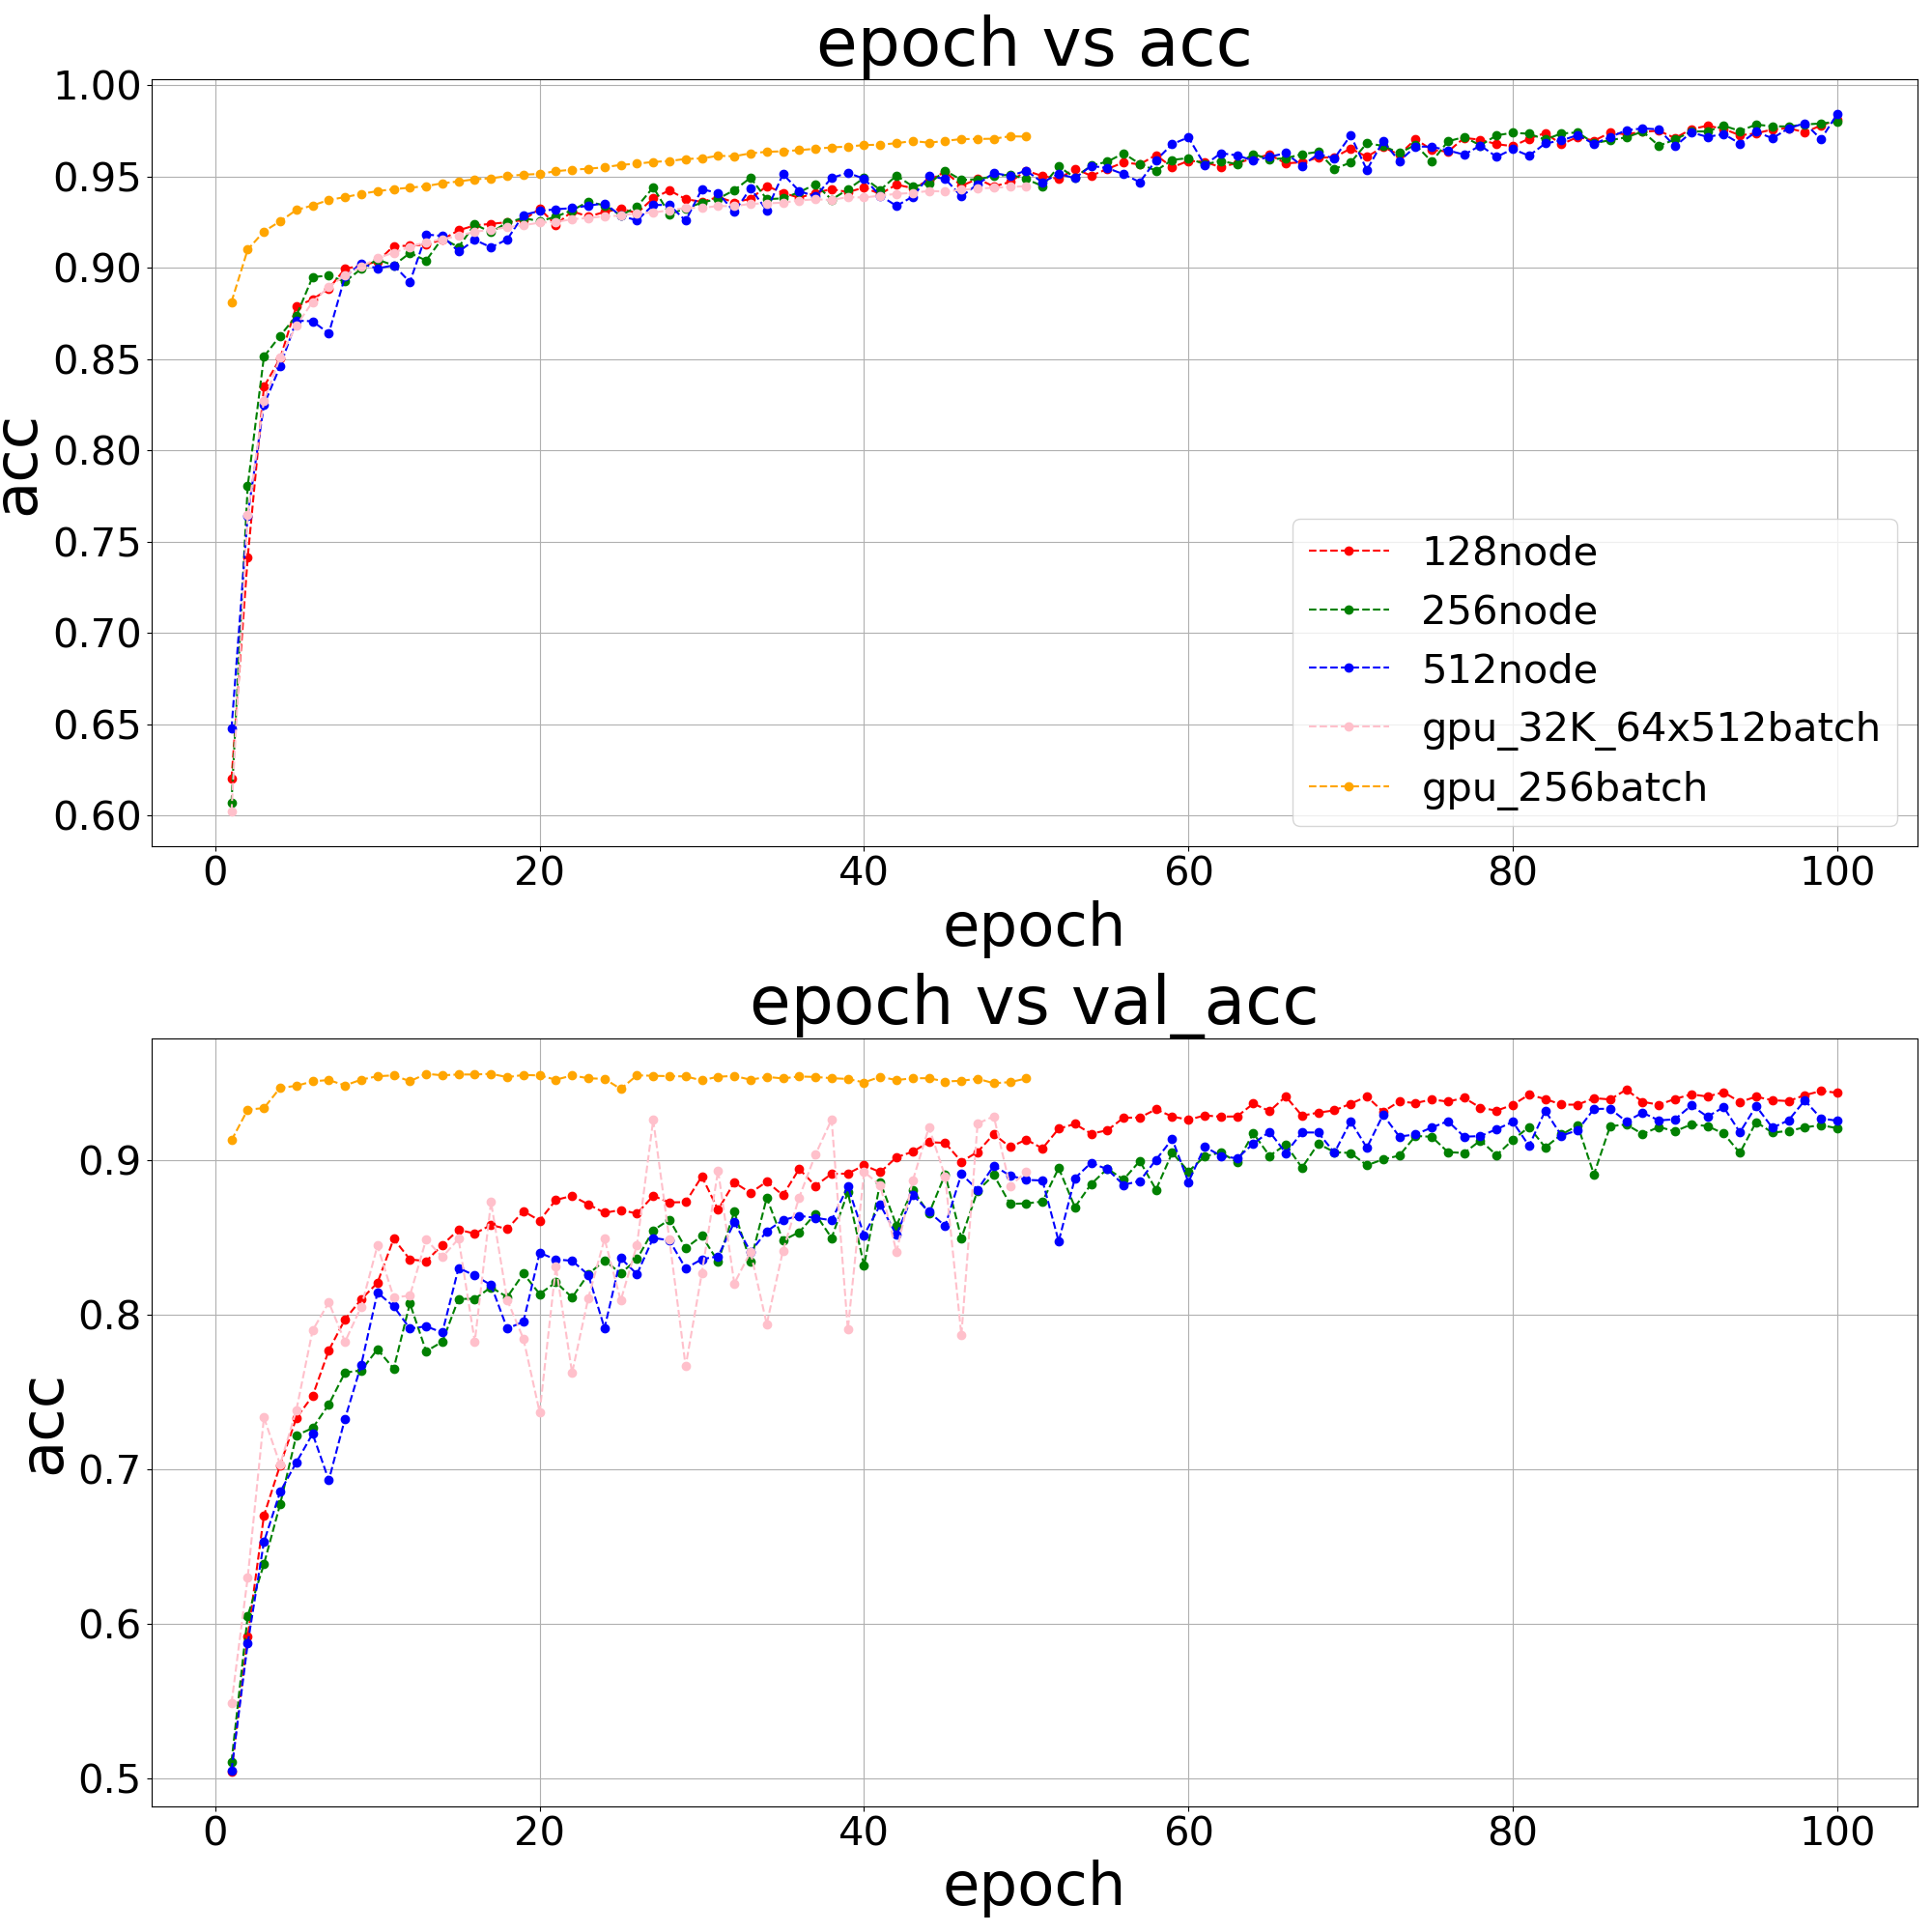 epoch vs acc
1.00
0.95
0.90
0.85
0.80
0.75
0.70
0.65
0.60
acc
128node
256node
512node
gpu_32K_64x512batch
gpu_256batch
0 20 40 60 80 100
epoch
epoch vs val_acc
0.9
0.8
0.7
0.6
0.5
acc
0 20 40 60 80 100
epoch